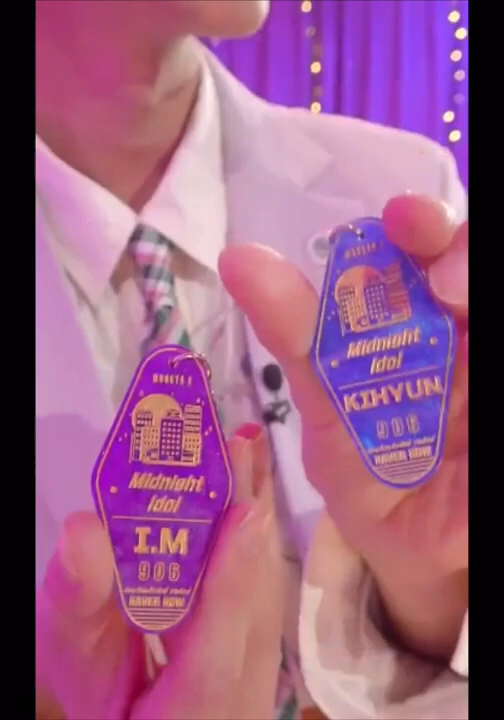 Midnight
Idol
I.M
906
NAVER NOW
Midnight
Idol
KIHYUN
906
NAVER NOW